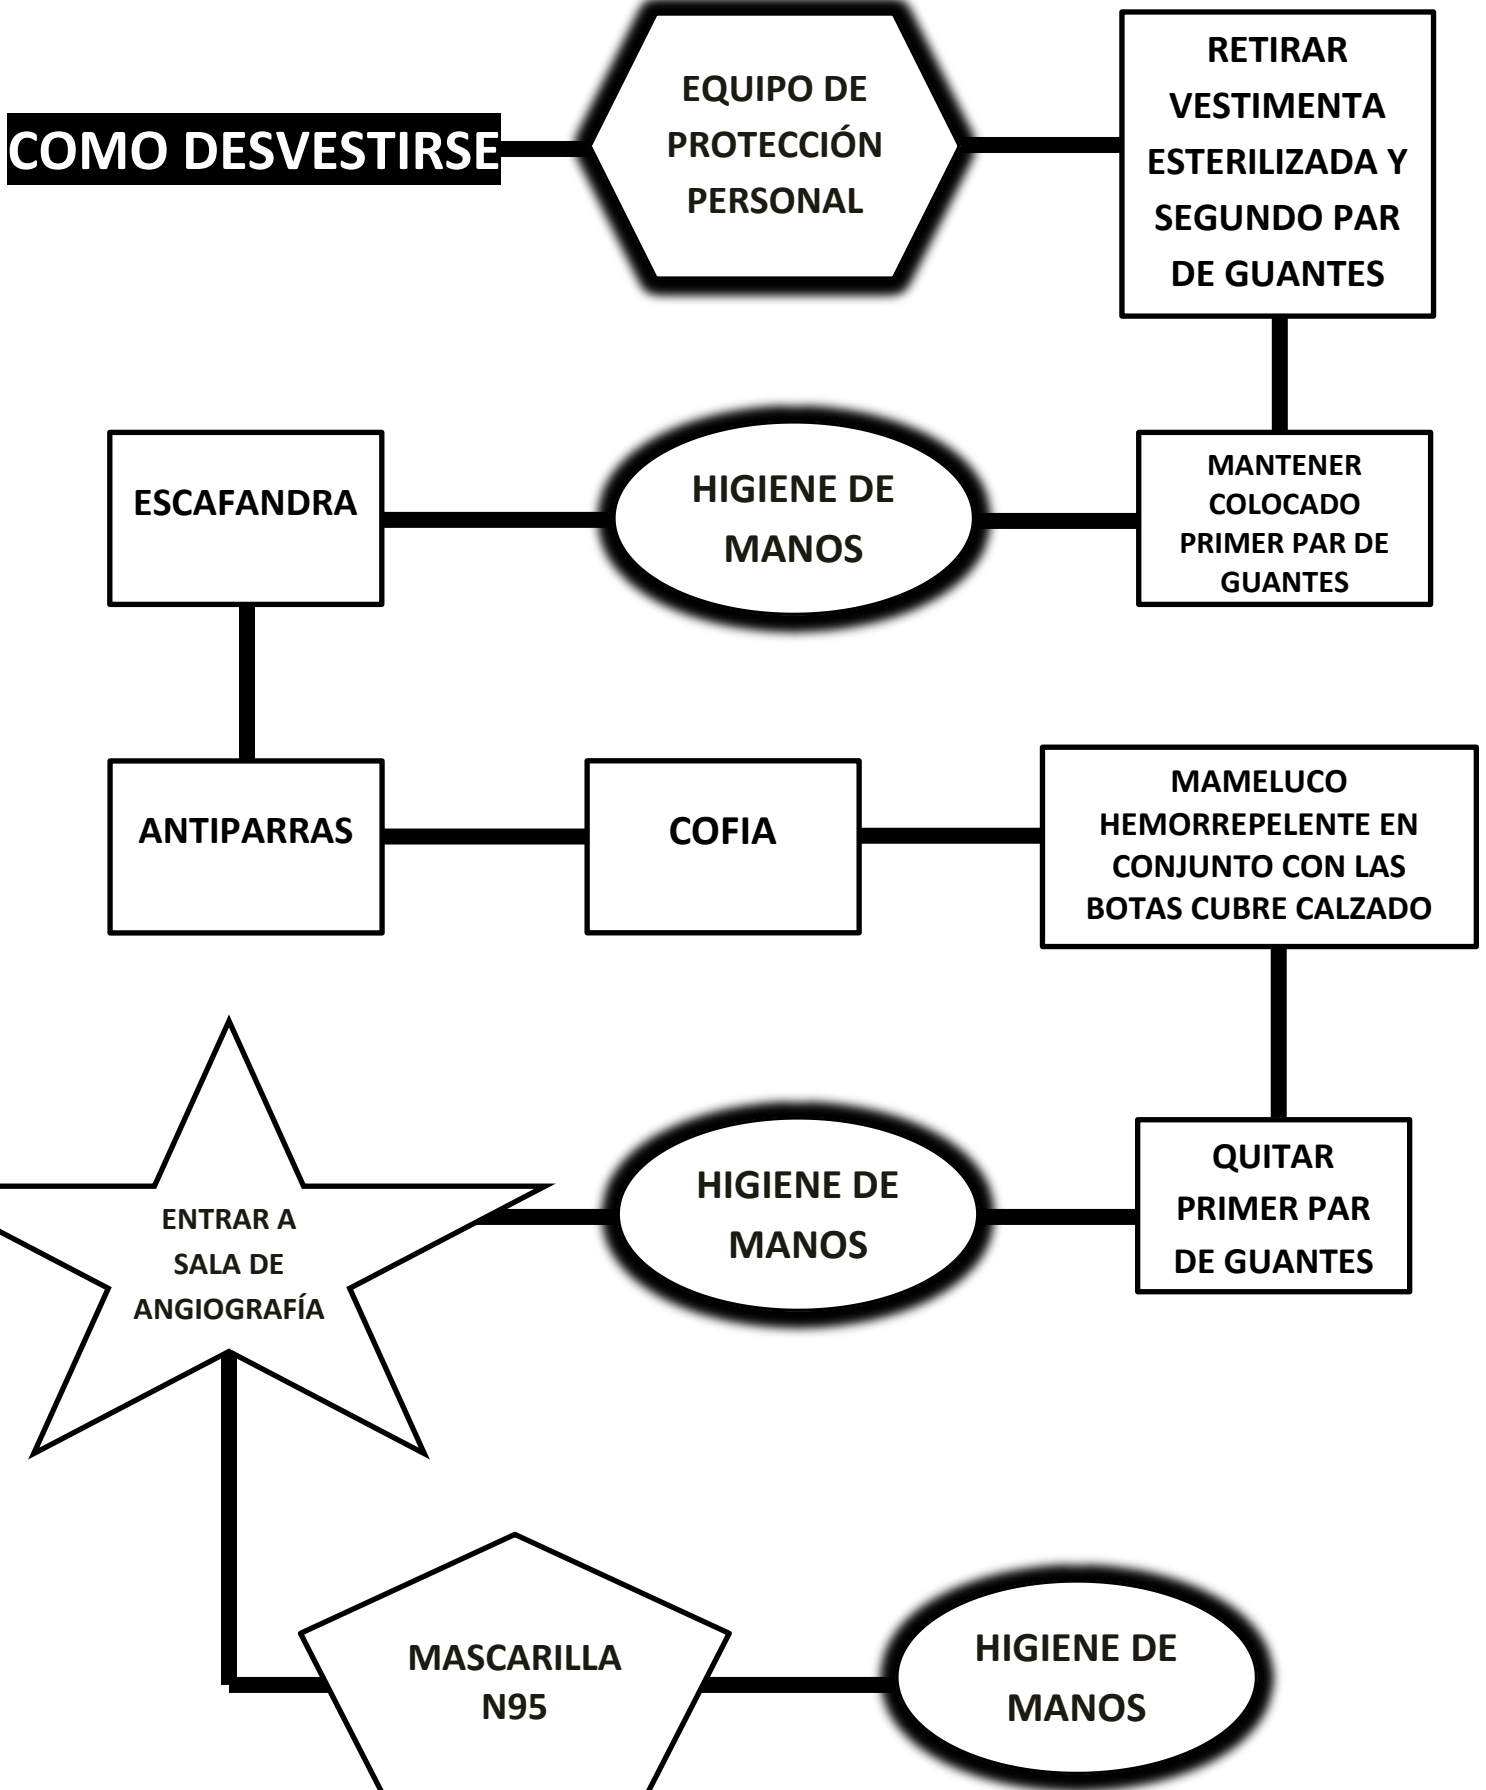 COMO DESVESTIRSE
EQUIPO DE
PROTECCIÓN
PERSONAL
RETIRAR
VESTIMENTA
ESTERILIZADA Y
SEGUNDO PAR
DE GUANTES
MANTENER
COLOCADO
PRIMER PAR DE
GUANTES
HIGIENE DE
MANOS
ESCAFANDRA
ANTIPARRAS
COFIA
MAMELUCO
HEMORREPELENTE EN
CONJUNTO CON LAS
BOTAS CUBRE CALZADO
QUITAR
PRIMER PAR
DE GUANTES
HIGIENE DE
MANOS
ENTRAR A
SALA DE
ANGIOGRAFÍA
MASCARILLA
N95
HIGIENE DE
MANOS